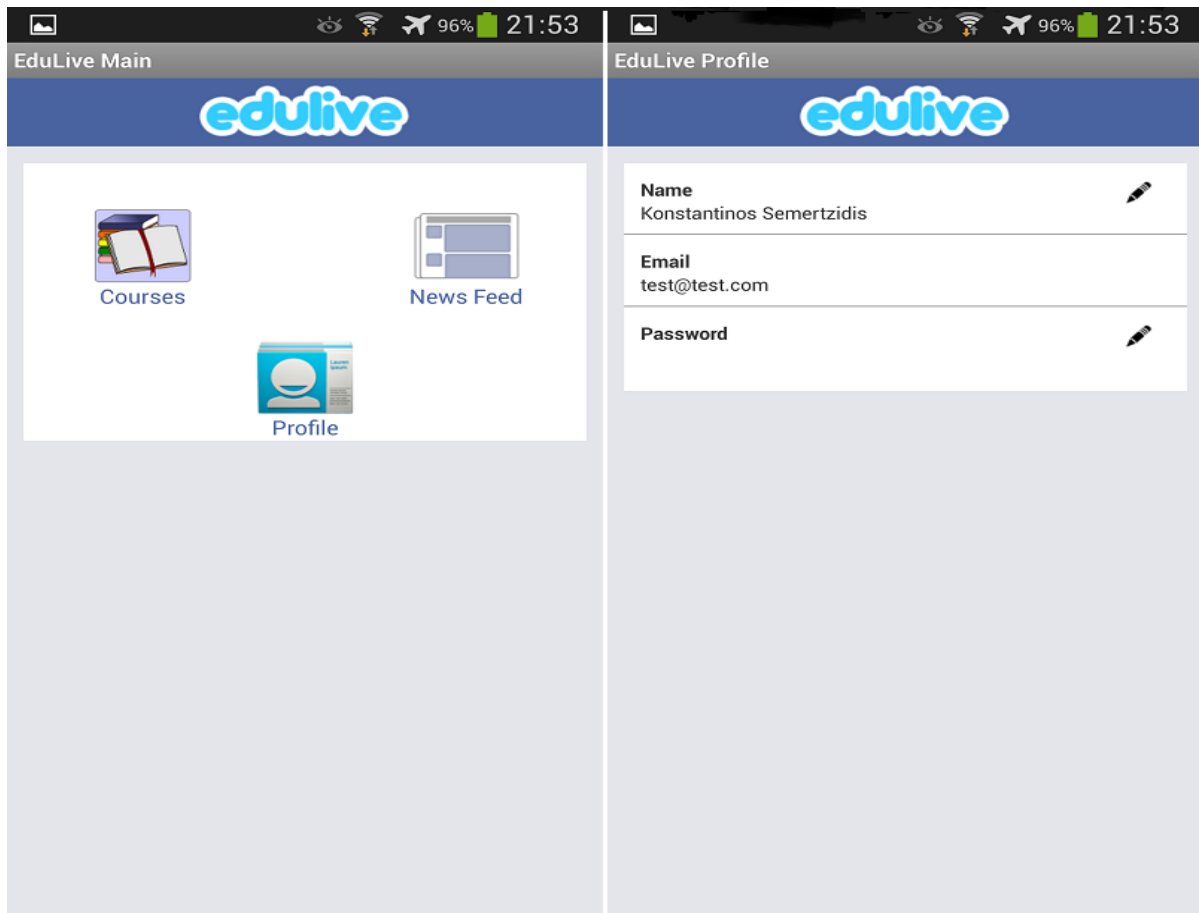 96% 21:53
EduLive Main
edulive
Courses
News Feed
Profile
96% 21:53
EduLive Profile
edulive
Name
Konstantinos Semertzidis
Email
test@test.com
Password